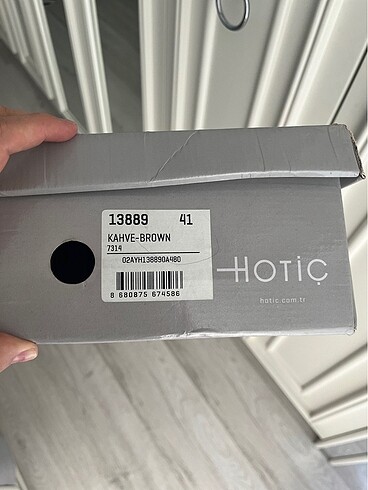 13889 41
KAHVE-BROWN
7314
02AYH138890A480
8 680875 674586
HOTİÇ
hotic.com.tr